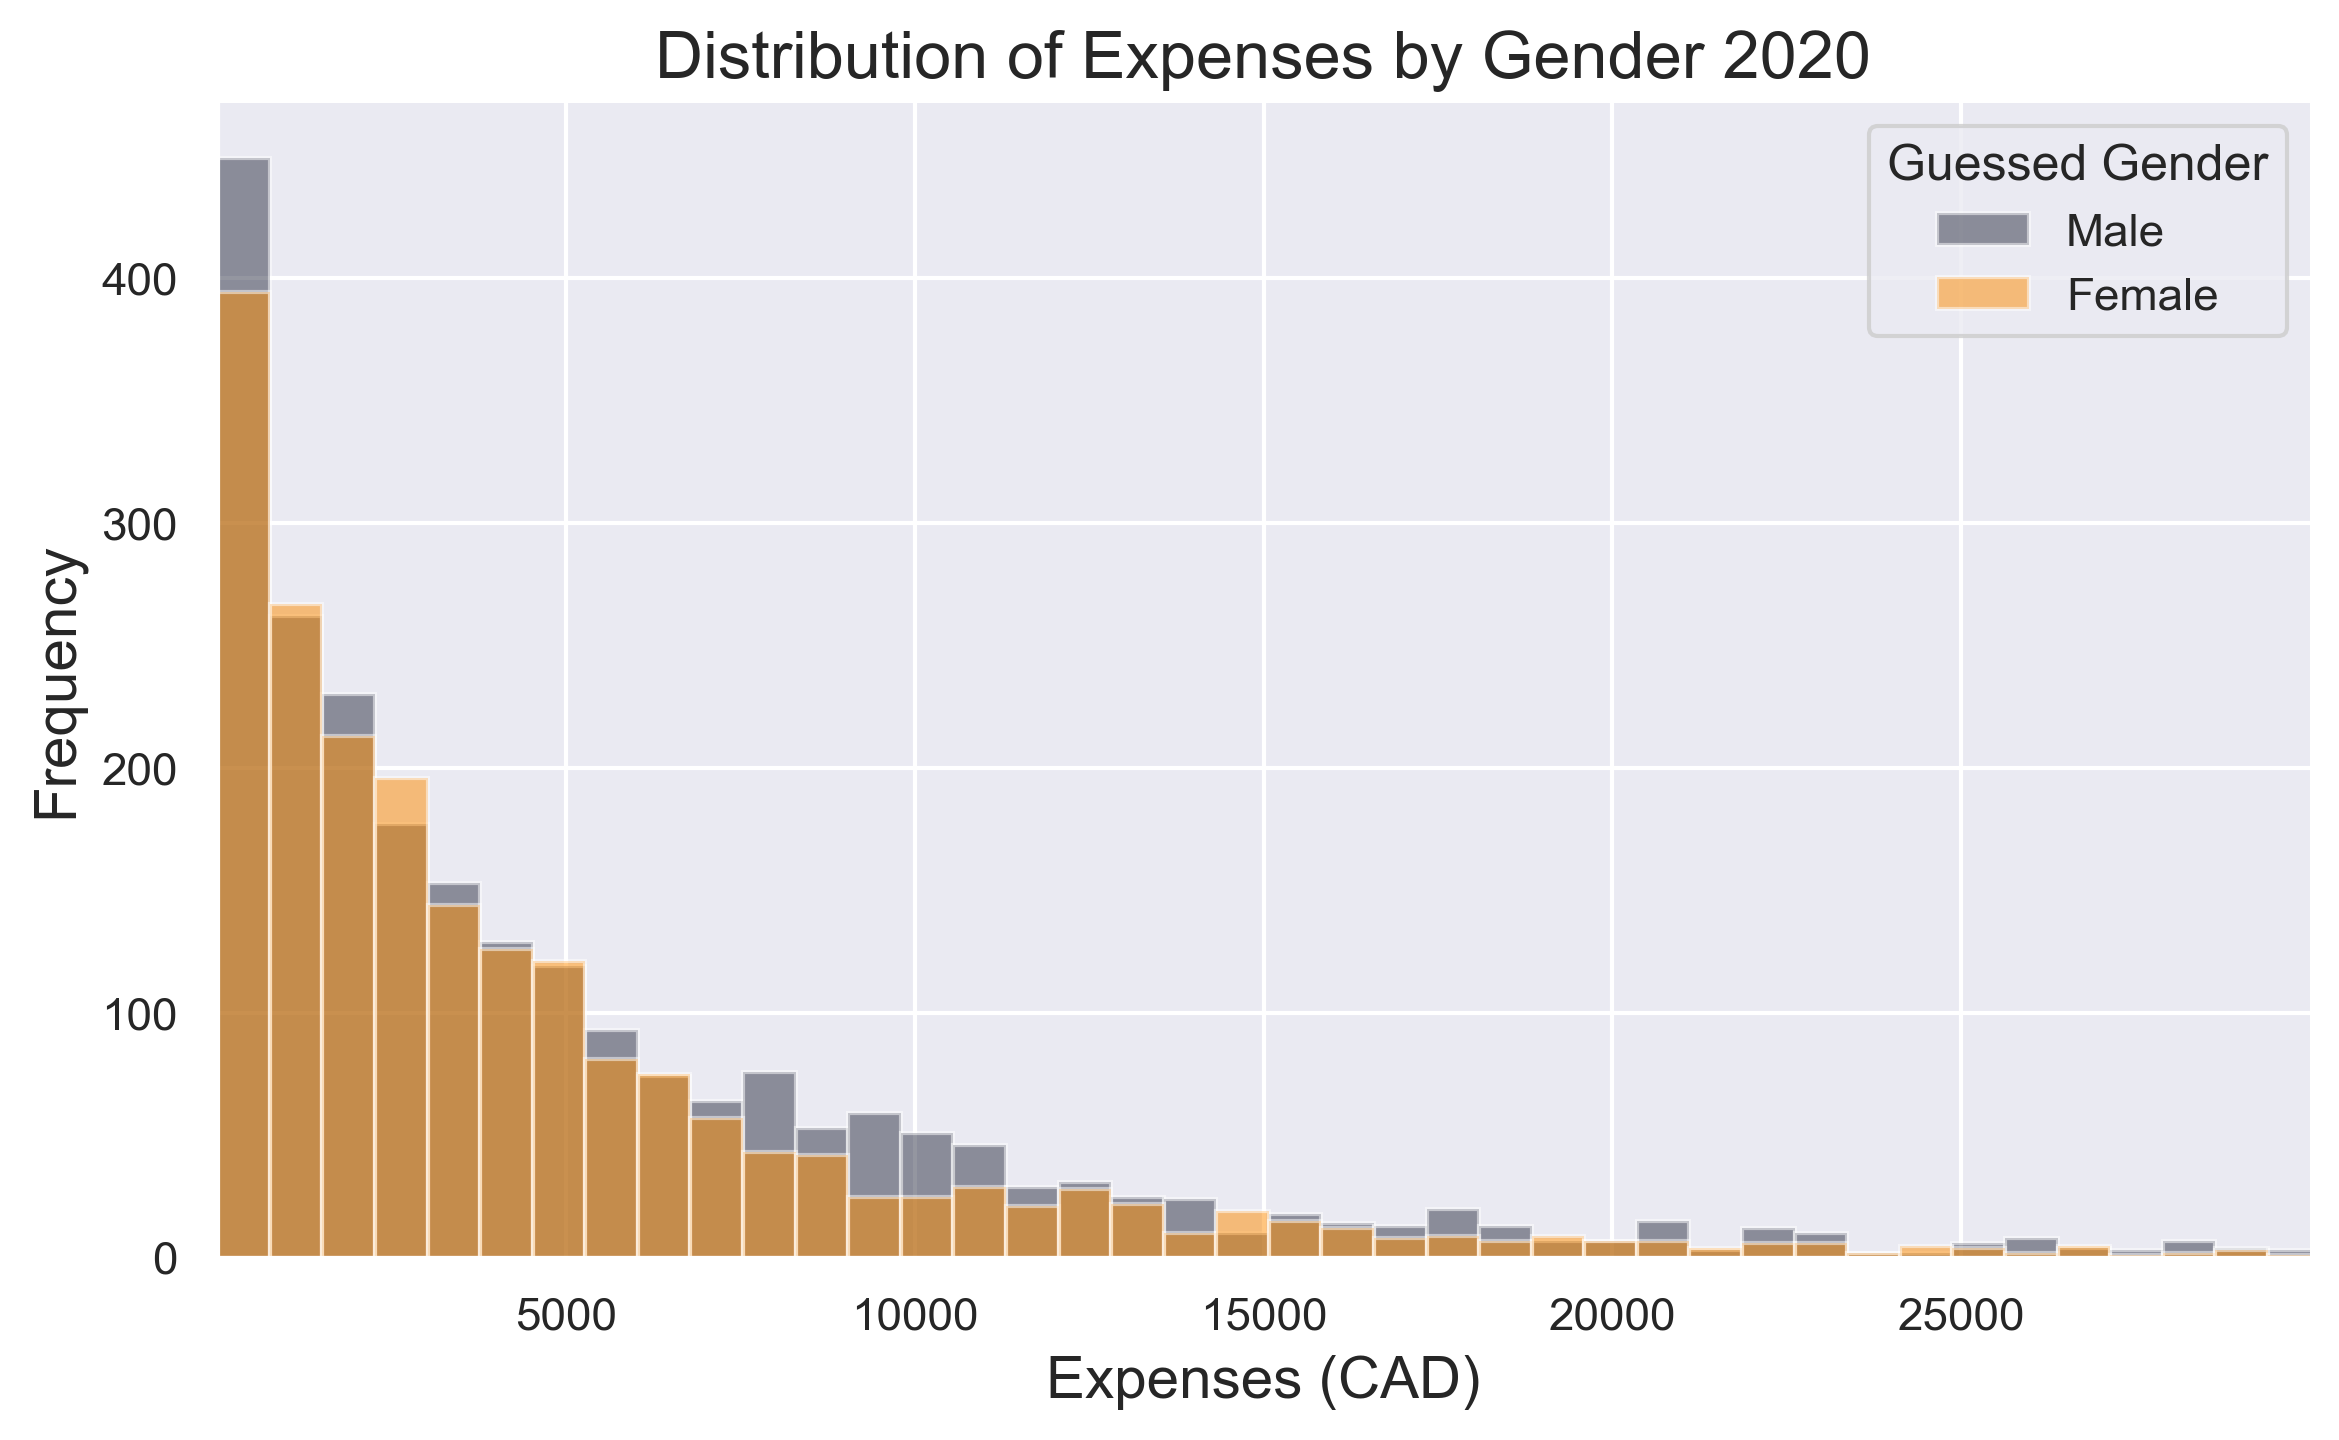 Distribution of Expenses by Gender 2020
Guessed Gender
Male
Female
Frequency
400
300
200
100
0
5000 10000 15000 20000 25000
Expenses (CAD)